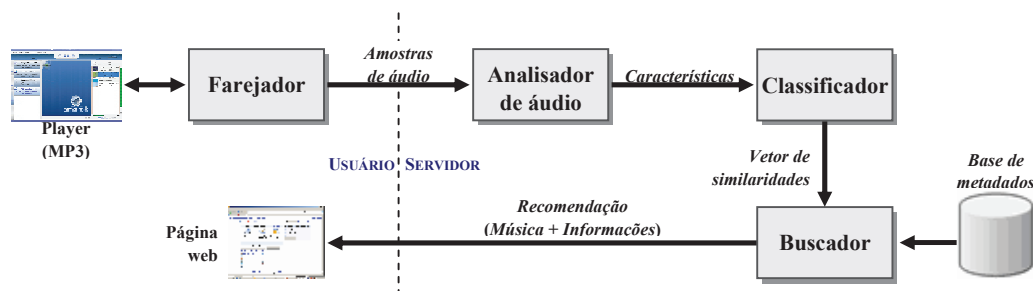 Amostras
de áudio
Farejador
Analisador
de áudio
Características
Classificador
Player
(MP3)
USUÁRIO SERVIDOR
Vetor de
similaridades
Base de
metadados
Recomendação
(Música + Informações)
Página
web
Buscador